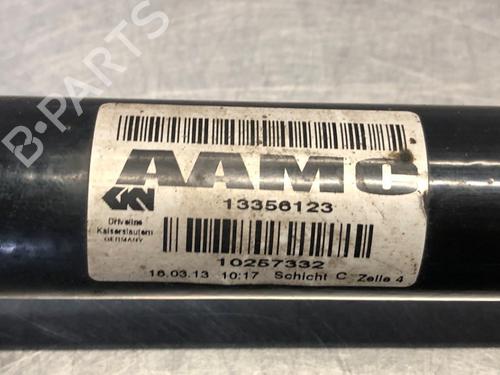 AAMC
13356123
GKN
Driveline
Kaiserslautern
GERMANY
10257332
16.03.13 10:17 Schicht C Zelle 4
B-PARTS